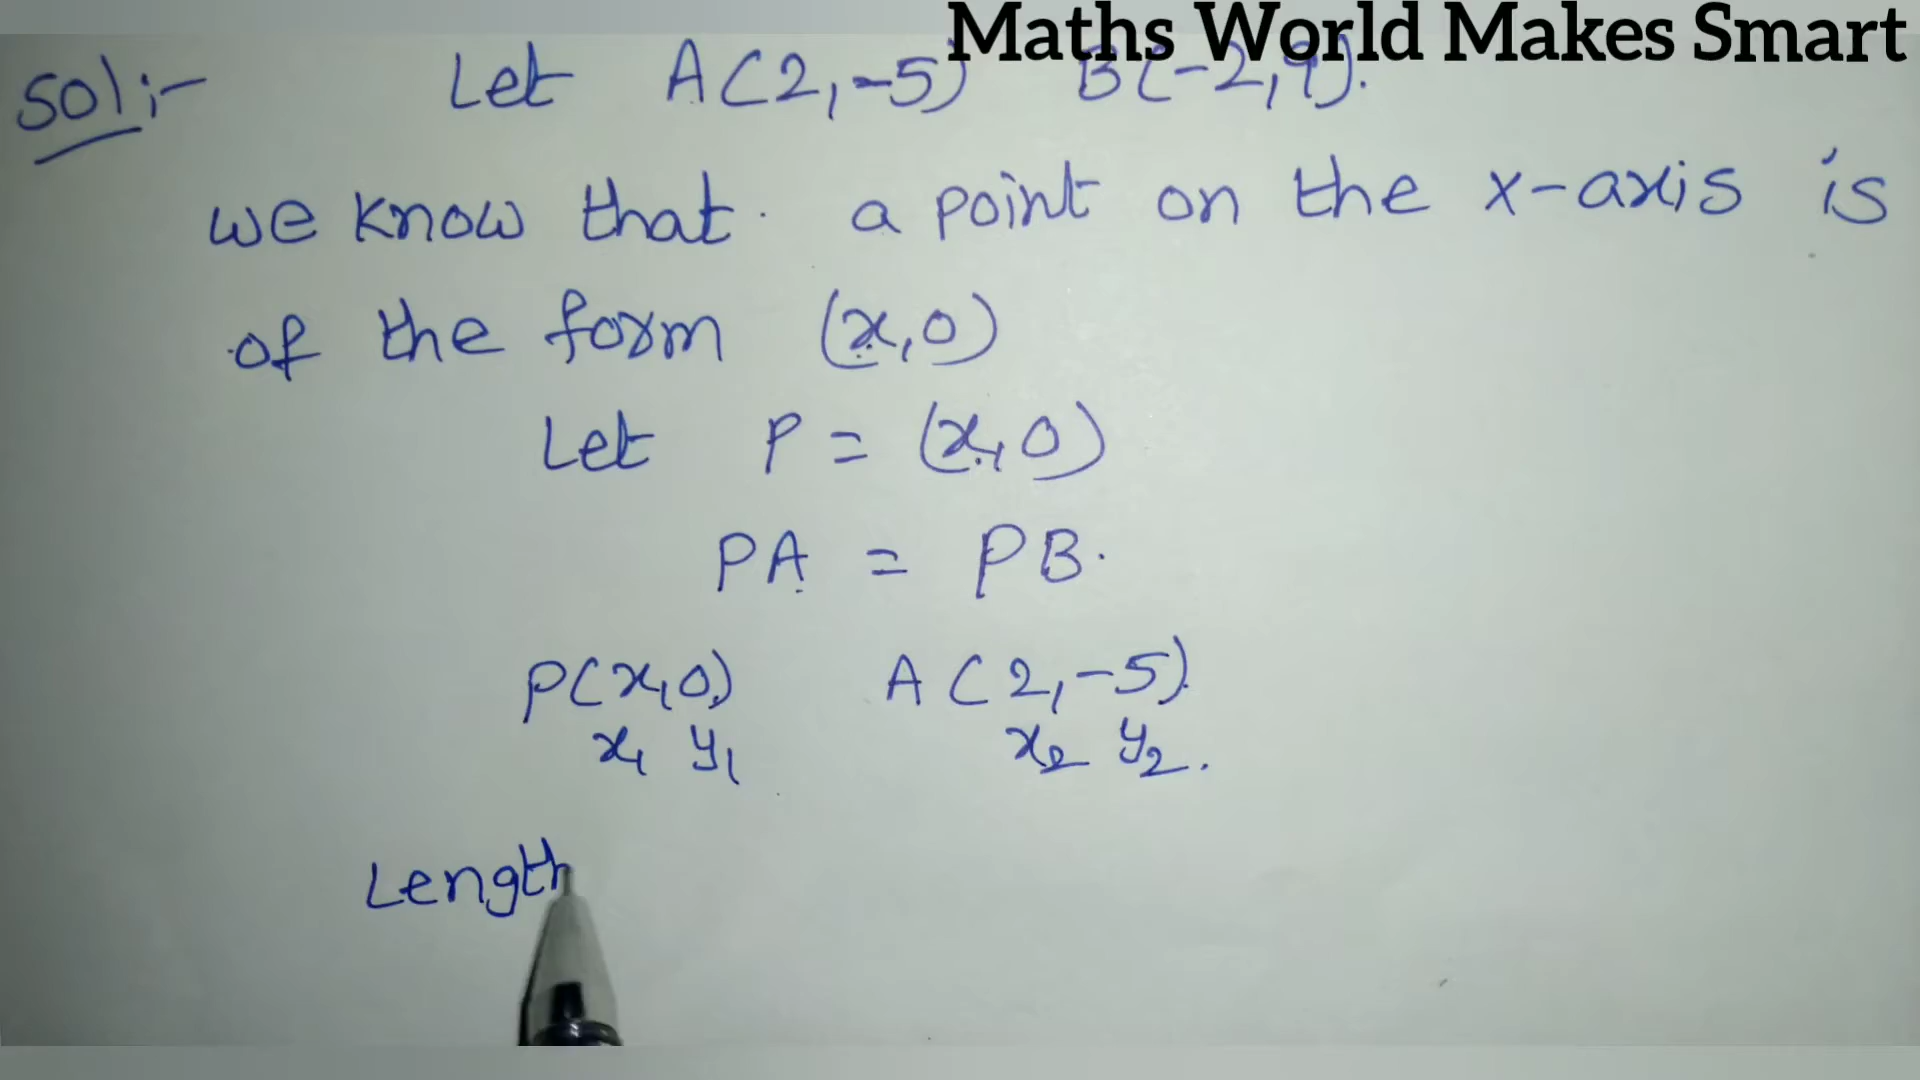 Maths World Makes Smart
Sol:- Let A(2,-5) B(-2,9).
we know that a point on the x-axis is
of the form (x,0)
Let P = (x,0)
PA = PB.
P(x,0) A(2,-5)
x₁ y₁ x₂ y₂.
Length